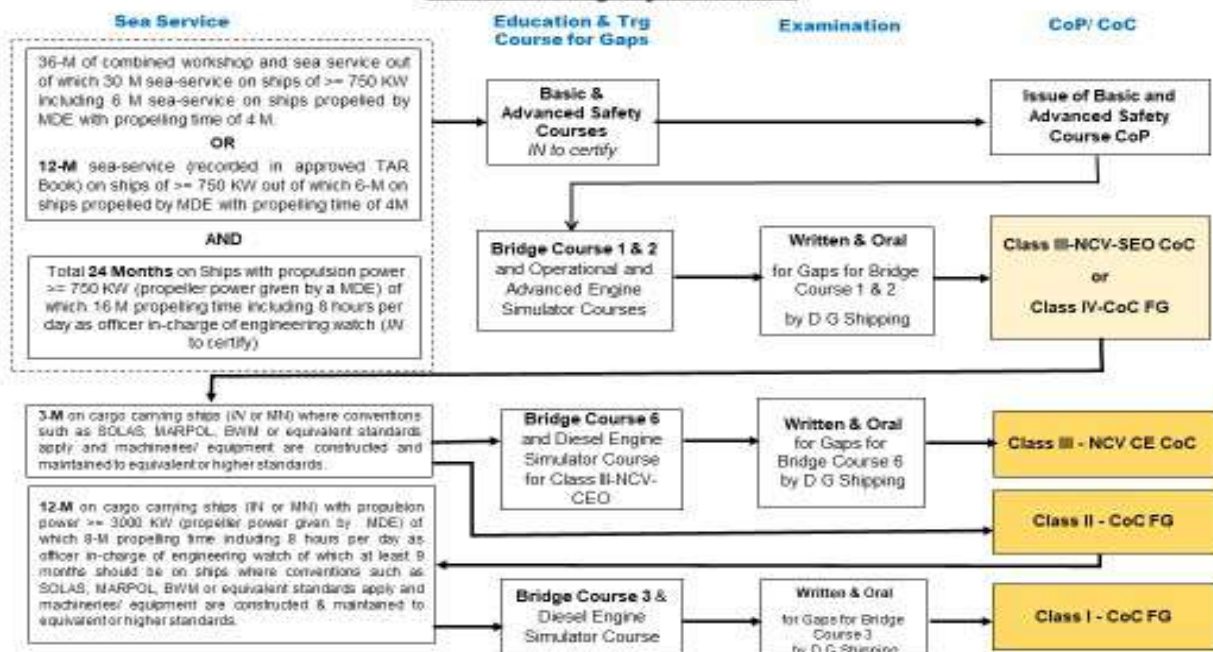 Sea Service
Education & Trg
Course for Gaps
Examination
CoP/ CoC
36-M of combined workshop and sea service out
of which 30 M sea-service on ships of >= 750 KW
including 6 M sea-service on ships propelled by
MDE with propelling time of 4 M.
OR
12-M sea-service (recorded in approved TAR
Book) on ships of >= 750 KW out of which 6-M on
ships propelled by MDE with propelling time of 4M
AND
Total 24 Months on Ships with propulsion power
>= 750 KW (propeller power given by a MDE) of
which 16 M propelling time including 8 hours per
day as officer in-charge of engineering watch (IN
to certify)
Basic &
Advanced Safety
Courses
IN to certify
Issue of Basic and
Advanced Safety
Course CoP
Bridge Course 1 & 2
and Operational and
Advanced Engine
Simulator Courses
Written & Oral
for Gaps for Bridge
Course 1 & 2
by D G Shipping
Class III-NCV-SEO CoC
or
Class IV-CoC FG
3-M on cargo carrying ships (IN or MN) where conventions
such as SOLAS, MARPOL, BWM or equivalent standards
apply and machineries/ equipment are constructed and
maintained to equivalent or higher standards.
Bridge Course 6
and Diesel Engine
Simulator Course
for Class III-NCV-
CEO
Written & Oral
for Gaps for
Bridge Course 6
by D G Shipping
Class III - NCV CE CoC
12-M on cargo carrying ships (IN or MN) with propulsion
power >= 3000 KW (propeller power given by MDE) of
which 8-M propelling time including 8 hours per day as
officer in-charge of engineering watch of which at least 9
months should be on ships where conventions such as
SOLAS, MARPOL, BWM or equivalent standards apply and
machineries/ equipment are constructed & maintained to
equivalent or higher standards.
Class II - CoC FG
Bridge Course 3 &
Diesel Engine
Simulator Course
Written & Oral
for Gaps for Bridge
Course 3
by D G Shipping
Class I - CoC FG